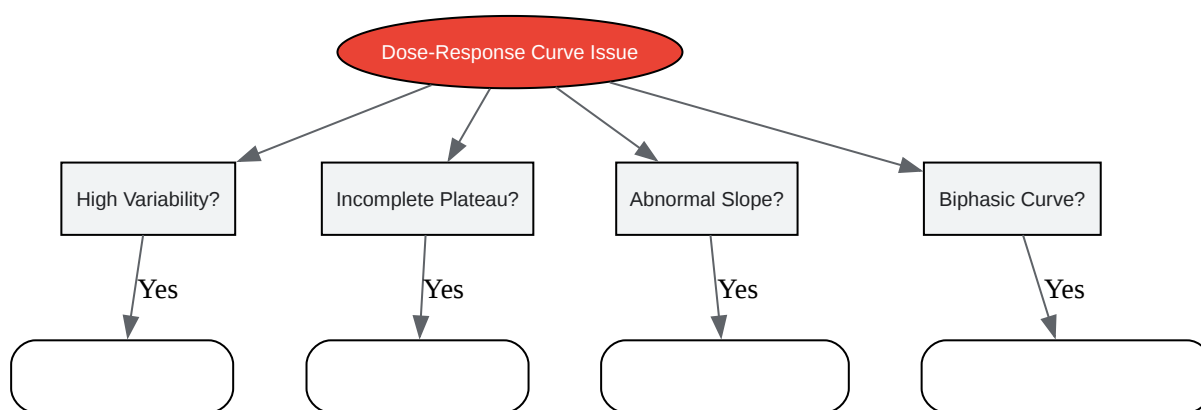 Dose-Response Curve Issue
High Variability?
Incomplete Plateau?
Abnormal Slope?
Biphasic Curve?
Yes
Yes
Yes
Yes